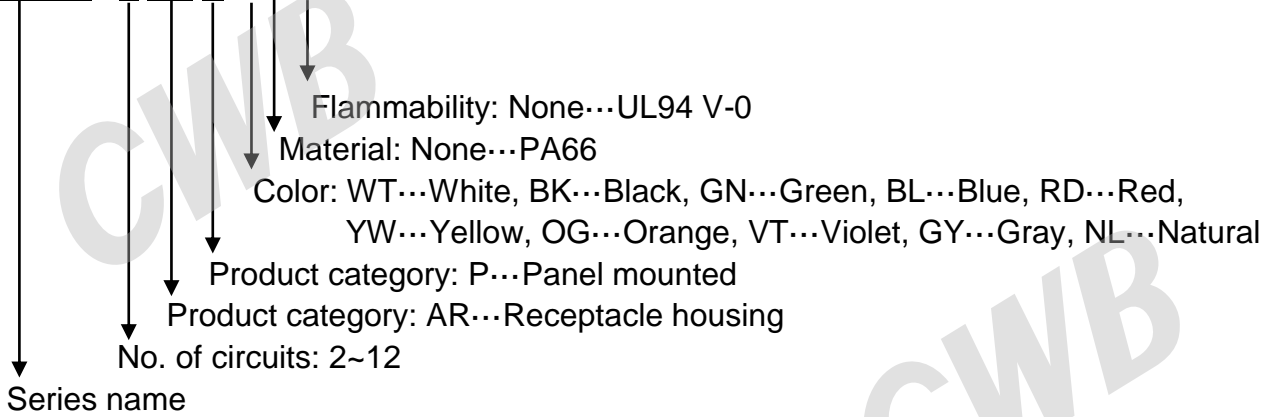 Flammability: None···UL94 V-0
Material: None···PA66
Color: WT···White, BK···Black, GN···Green, BL···Blue, RD···Red,
YW···Yellow, OG···Orange, VT···Violet, GY···Gray, NL···Natural
Product category: P···Panel mounted
Product category: AR···Receptacle housing
No. of circuits: 2~12
Series name
CWB
CWB